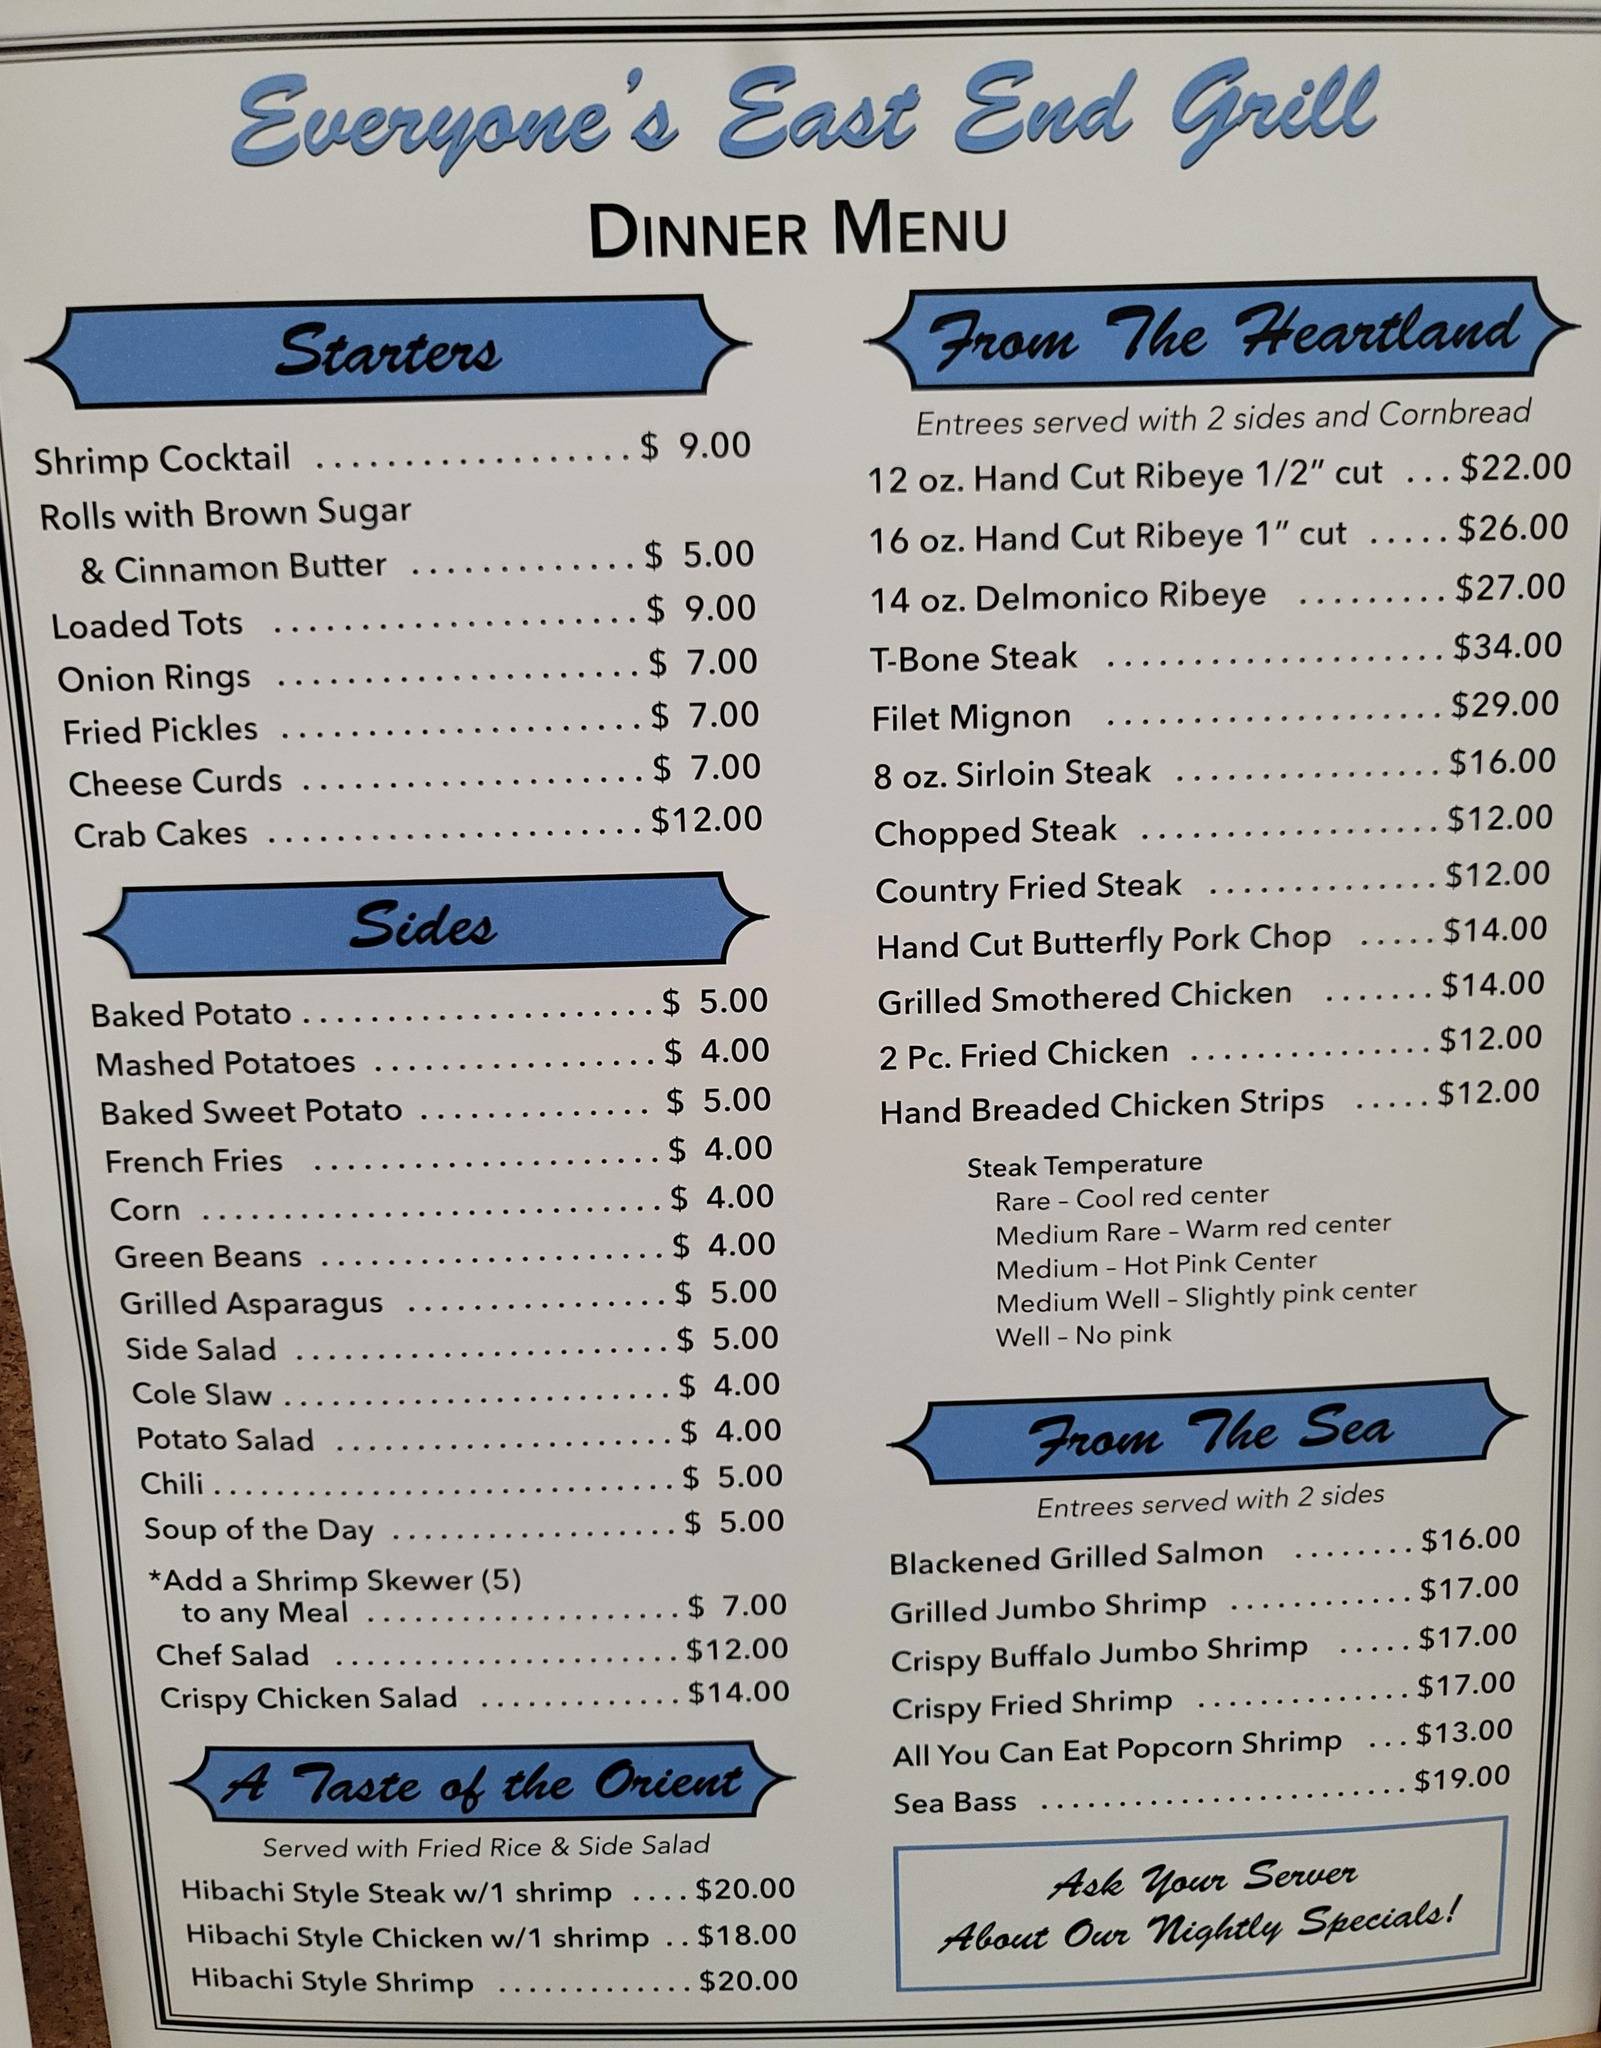 Everyone's East End Grill
DINNER MENU
Starters
Shrimp Cocktail .................. $ 9.00
Rolls with Brown Sugar
& Cinnamon Butter ............. $ 5.00
Loaded Tots ..................... $ 9.00
Onion Rings ..................... $ 7.00
Fried Pickles ..................... $ 7.00
Cheese Curds .................... $ 7.00
Crab Cakes ...................... $12.00
Sides
Baked Potato ..................... $ 5.00
Mashed Potatoes ................. $ 4.00
Baked Sweet Potato .............. $ 5.00
French Fries ..................... $ 4.00
Corn ............................ $ 4.00
Green Beans ..................... $ 4.00
Grilled Asparagus ................ $ 5.00
Side Salad ....................... $ 5.00
Cole Slaw ........................ $ 4.00
Potato Salad ..................... $ 4.00
Chili ............................. $ 5.00
Soup of the Day .................. $ 5.00
*Add a Shrimp Skewer (5)
to any Meal .................... $ 7.00
Chef Salad ...................... $12.00
Crispy Chicken Salad ............. $14.00
A Taste of the Orient
Served with Fried Rice & Side Salad
Hibachi Style Steak w/1 shrimp .... $20.00
Hibachi Style Chicken w/1 shrimp .. $18.00
Hibachi Style Shrimp ............. $20.00
From The Heartland
Entrees served with 2 sides and Cornbread
12 oz. Hand Cut Ribeye 1/2" cut ... $22.00
16 oz. Hand Cut Ribeye 1" cut ..... $26.00
14 oz. Delmonico Ribeye ......... $27.00
T-Bone Steak ................... $34.00
Filet Mignon .................... $29.00
8 oz. Sirloin Steak ................ $16.00
Chopped Steak .................. $12.00
Country Fried Steak .............. $12.00
Hand Cut Butterfly Pork Chop ..... $14.00
Grilled Smothered Chicken ....... $14.00
2 Pc. Fried Chicken ............... $12.00
Hand Breaded Chicken Strips ..... $12.00
Steak Temperature
Rare – Cool red center
Medium Rare – Warm red center
Medium – Hot Pink Center
Medium Well – Slightly pink center
Well – No pink
From The Sea
Entrees served with 2 sides
Blackened Grilled Salmon ........ $16.00
Grilled Jumbo Shrimp ............ $17.00
Crispy Buffalo Jumbo Shrimp ..... $17.00
Crispy Fried Shrimp .............. $17.00
All You Can Eat Popcorn Shrimp ... $13.00
Sea Bass ........................ $19.00
Ask Your Server
About Our Nightly Specials!